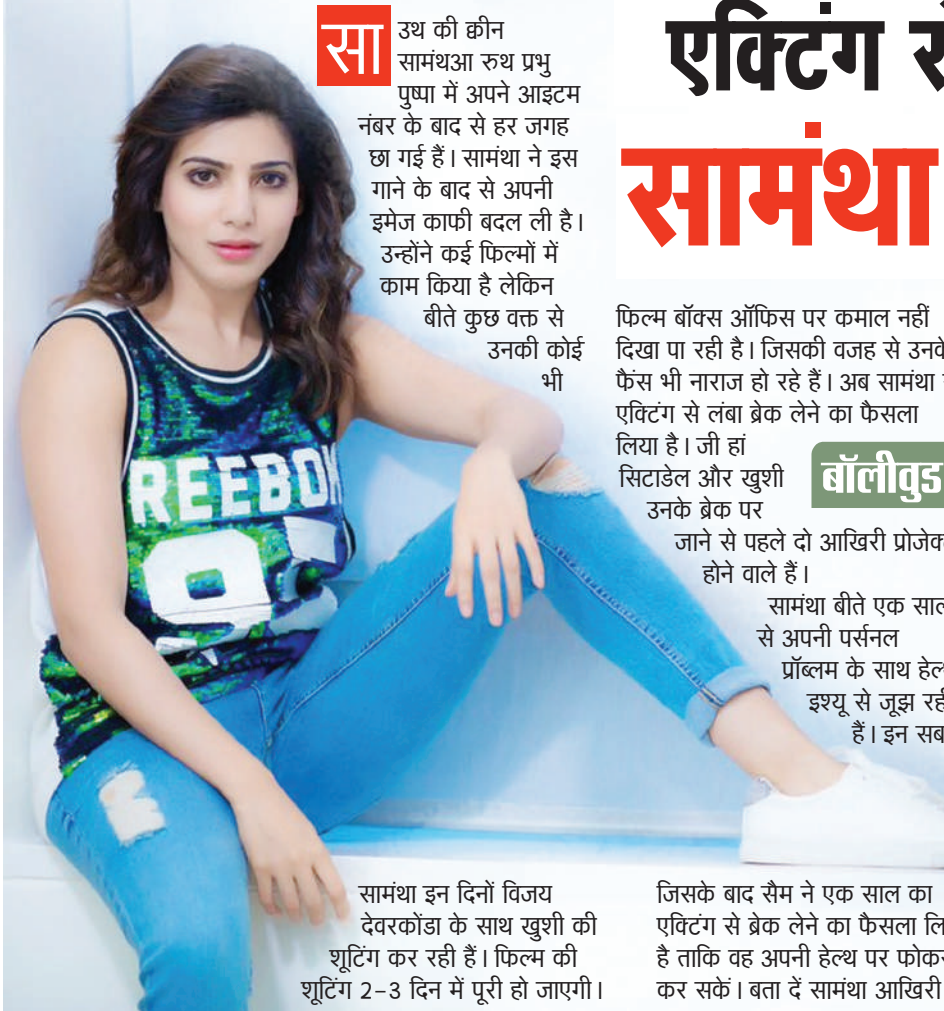 एक्टिंग
सामंथा
साउथ की क्वीन
सामंथआ रुथ प्रभु
पुष्पा में अपने आइटम
नंबर के बाद से हर जगह
छा गई हैं। सामंथा ने इस
गाने के बाद से अपनी
इमेज काफी बदल ली है।
उन्होंने कई फिल्मों में
काम किया है लेकिन
बीते कुछ वक्त से
उनकी कोई
भी
फिल्म बॉक्स ऑफिस पर कमाल नहीं
दिखा पा रही है। जिसकी वजह से उनके
फैंस भी नाराज हो रहे हैं। अब सामंथा
एक्टिंग से लंबा ब्रेक लेने का फैसला
लिया है। जी हां
सिटाडेल और खुशी
उनके ब्रेक पर
जाने से पहले दो आखिरी
होने वाले हैं।
बॉलीवुड
सामंथा बीते एक साल
से अपनी पर्सनल
प्रॉब्लम के साथ
इश्यू से जूझ
हैं। इन सब
REEBOK
97
सामंथा इन दिनों विजय
देवरकोंडा के साथ खुशी की
शूटिंग कर रही हैं। फिल्म की
शूटिंग 2-3 दिन में पूरी हो जाएगी।
जिसके बाद सैम ने एक साल का
एक्टिंग से ब्रेक लेने का फैसला
है ताकि वह अपनी हेल्थ पर
कर सकें। बता दें सामंथा आखिरी